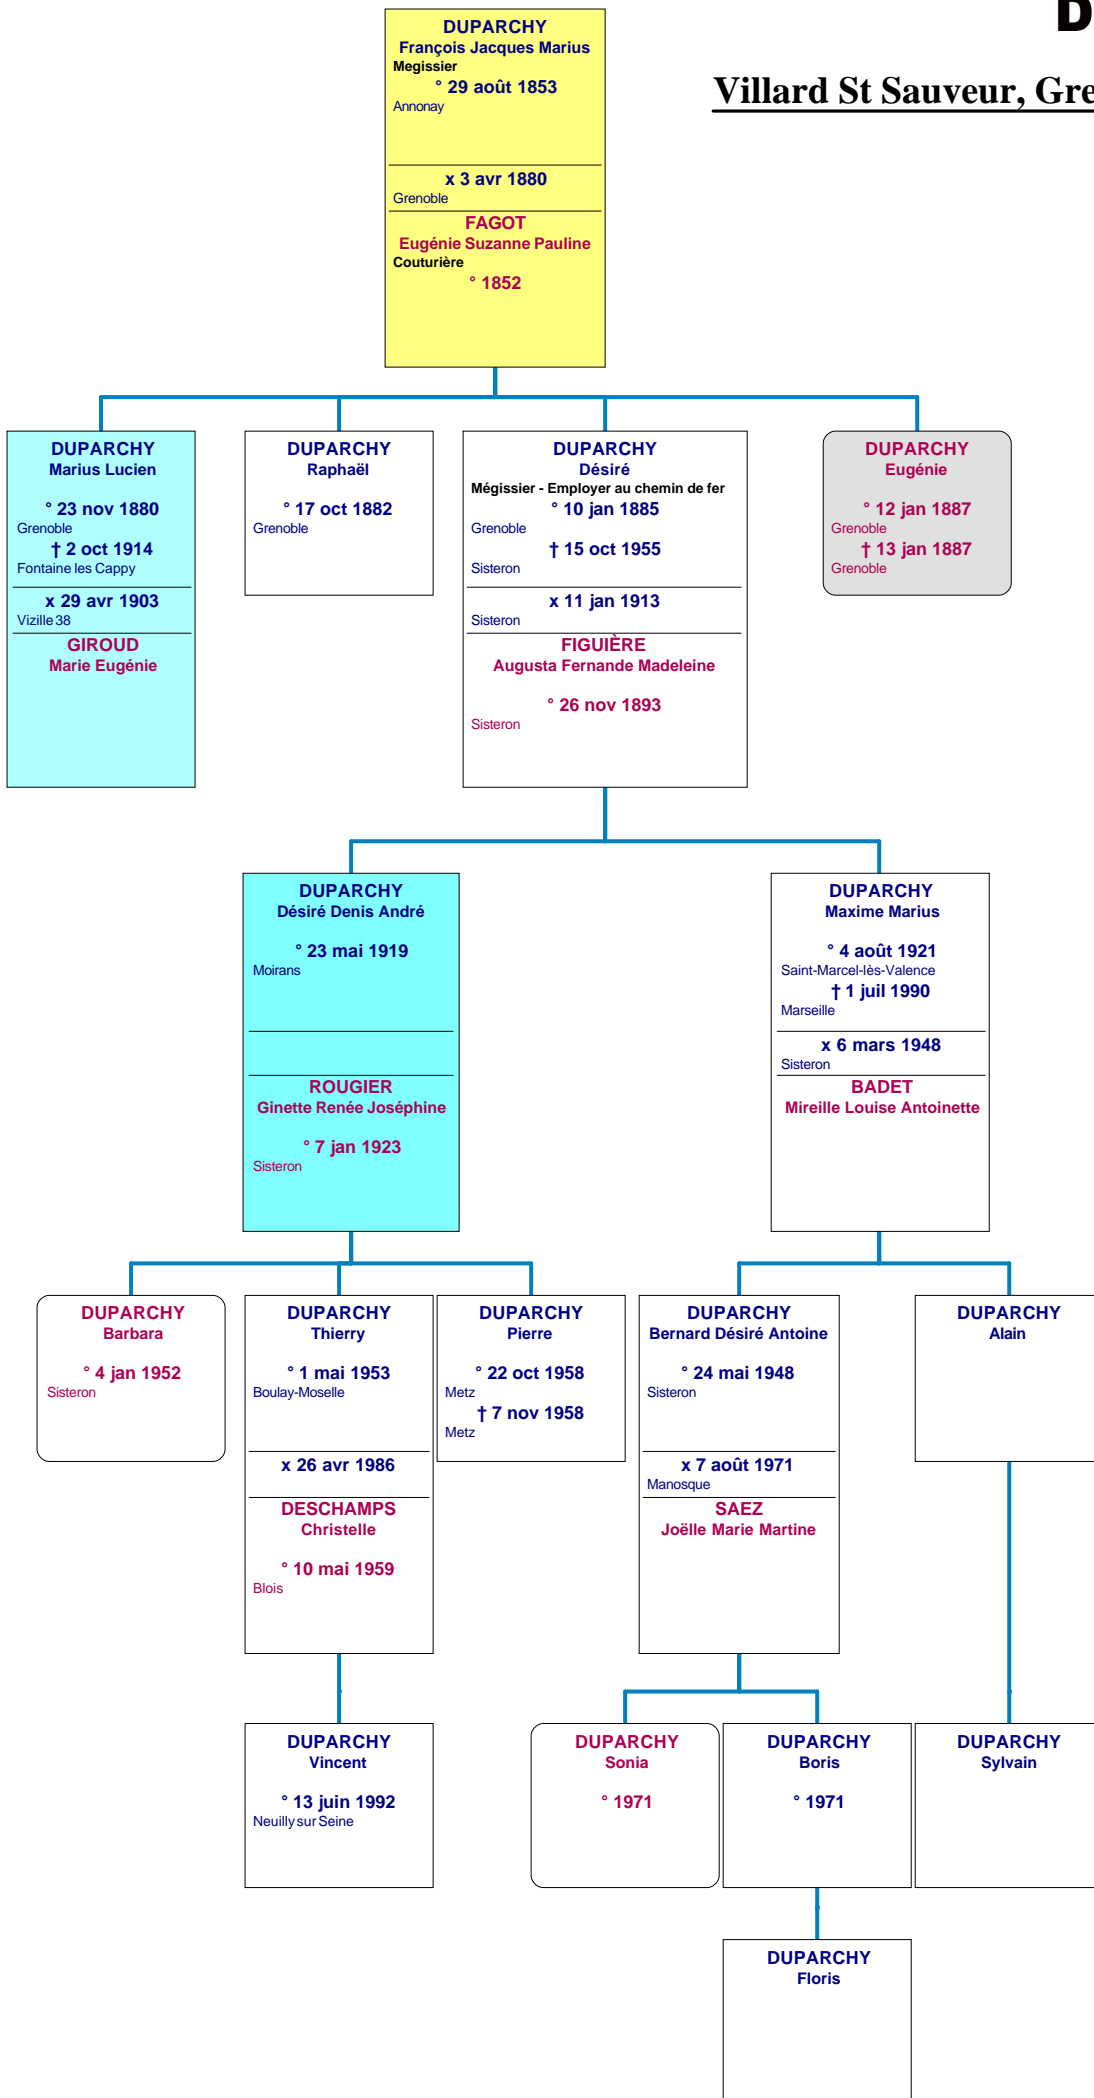 D
Villard St Sauveur, Gre
DUPARCHY
François Jacques Marius
Megissier
° 29 août 1853
Annonay
x 3 avr 1880
Grenoble
FAGOT
Eugénie Suzanne Pauline
Couturière
° 1852
DUPARCHY
Marius Lucien
° 23 nov 1880
Grenoble
† 2 oct 1914
Fontaine les Cappy
x 29 avr 1903
Vizille 38
GIROUD
Marie Eugénie
DUPARCHY
Raphaël
° 17 oct 1882
Grenoble
DUPARCHY
Désiré
Mégissier - Employer au chemin de fer
° 10 jan 1885
Grenoble
† 15 oct 1955
Sisteron
x 11 jan 1913
Sisteron
FIGUIÈRE
Augusta Fernande Madeleine
° 26 nov 1893
Sisteron
DUPARCHY
Eugénie
° 12 jan 1887
Grenoble
† 13 jan 1887
Grenoble
DUPARCHY
Désiré Denis André
° 23 mai 1919
Moirans
ROUGIER
Ginette Renée Joséphine
° 7 jan 1923
Sisteron
DUPARCHY
Maxime Marius
° 4 août 1921
Saint-Marcel-lès-Valence
† 1 juil 1990
Marseille
x 6 mars 1948
Sisteron
BADET
Mireille Louise Antoinette
DUPARCHY
Barbara
° 4 jan 1952
Sisteron
DUPARCHY
Thierry
° 1 mai 1953
Boulay-Moselle
x 26 avr 1986
DESCHAMPS
Christelle
° 10 mai 1959
Blois
DUPARCHY
Pierre
° 22 oct 1958
Metz
† 7 nov 1958
Metz
DUPARCHY
Bernard Désiré Antoine
° 24 mai 1948
Sisteron
x 7 août 1971
Manosque
SAEZ
Joëlle Marie Martine
DUPARCHY
Alain
DUPARCHY
Vincent
° 13 juin 1992
Neuilly sur Seine
DUPARCHY
Sonia
° 1971
DUPARCHY
Boris
° 1971
DUPARCHY
Sylvain
DUPARCHY
Floris